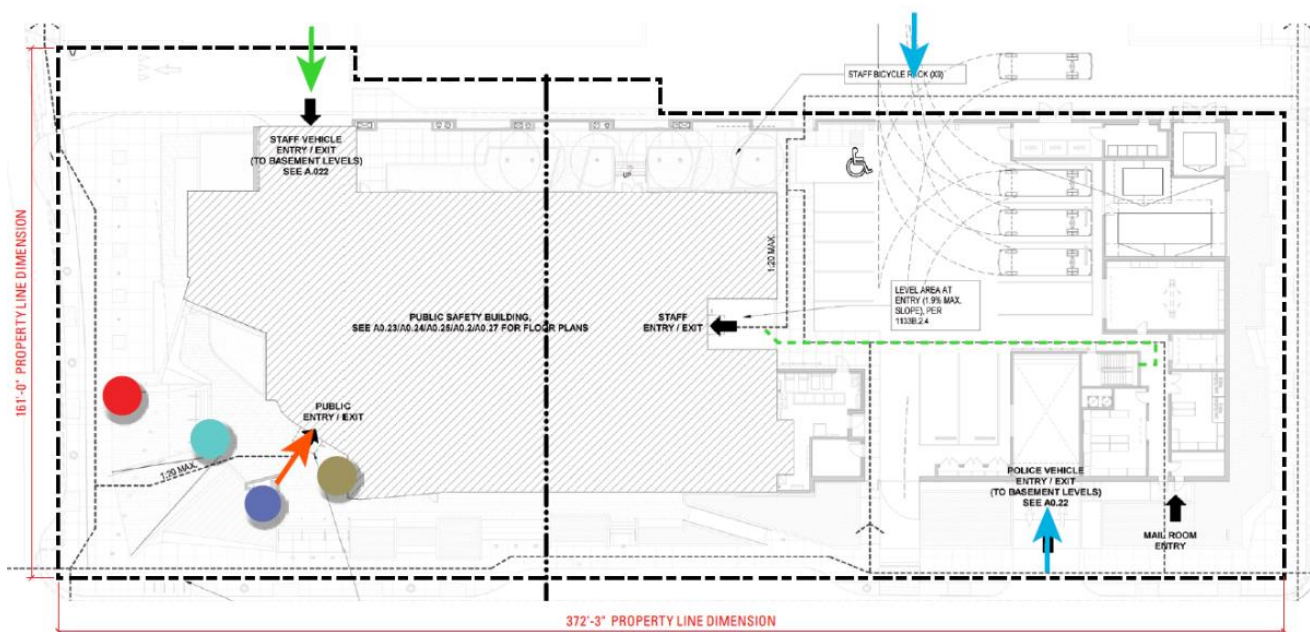 STAFF BICYCLE RACK (X9)
STAFF VEHICLE
ENTRY / EXIT
(TO BASEMENT LEVELS)
SEE A.022
161'-0" PROPERTY LINE DIMENSION
1:20 MAX.
LEVEL AREA AT
ENTRY (1.9% MAX.
SLOPE), PER
1133B.2.4
PUBLIC SAFETY BUILDING,
SEE A0.23/A0.24/A0.25/A0.2/A0.27 FOR FLOOR PLANS
STAFF
ENTRY / EXIT
PUBLIC
ENTRY / EXIT
1:20 MAX.
POLICE VEHICLE
ENTRY / EXIT
(TO BASEMENT LEVELS)
SEE A0.22
MAIL ROOM
ENTRY
372'-3" PROPERTY LINE DIMENSION